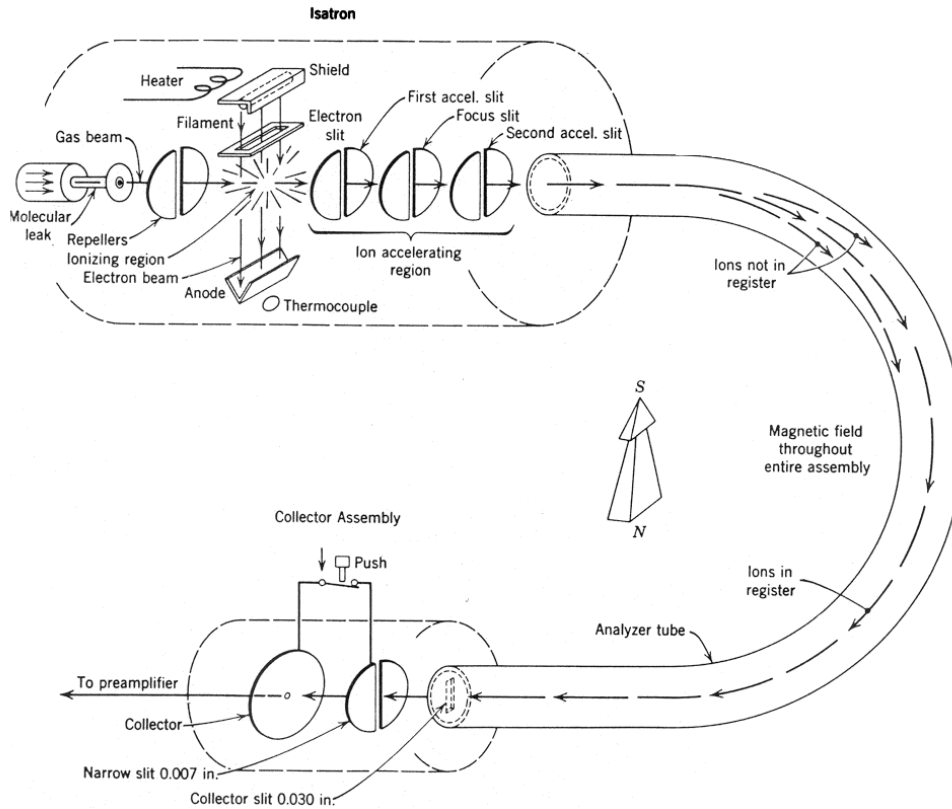 Isatron
Heater
Shield
Filament
Electron
slit
First accel. slit
Focus slit
Second accel. slit
Gas beam
Molecular
leak
Repellers
Ionizing region
Electron beam
Anode
Thermocouple
Ion accelerating
region
Ions not in
register
S
N
Magnetic field
throughout
entire assembly
Collector Assembly
Push
Ions in
register
Analyzer tube
To preamplifier
Collector
Narrow slit 0.007 in.
Collector slit 0.030 in.